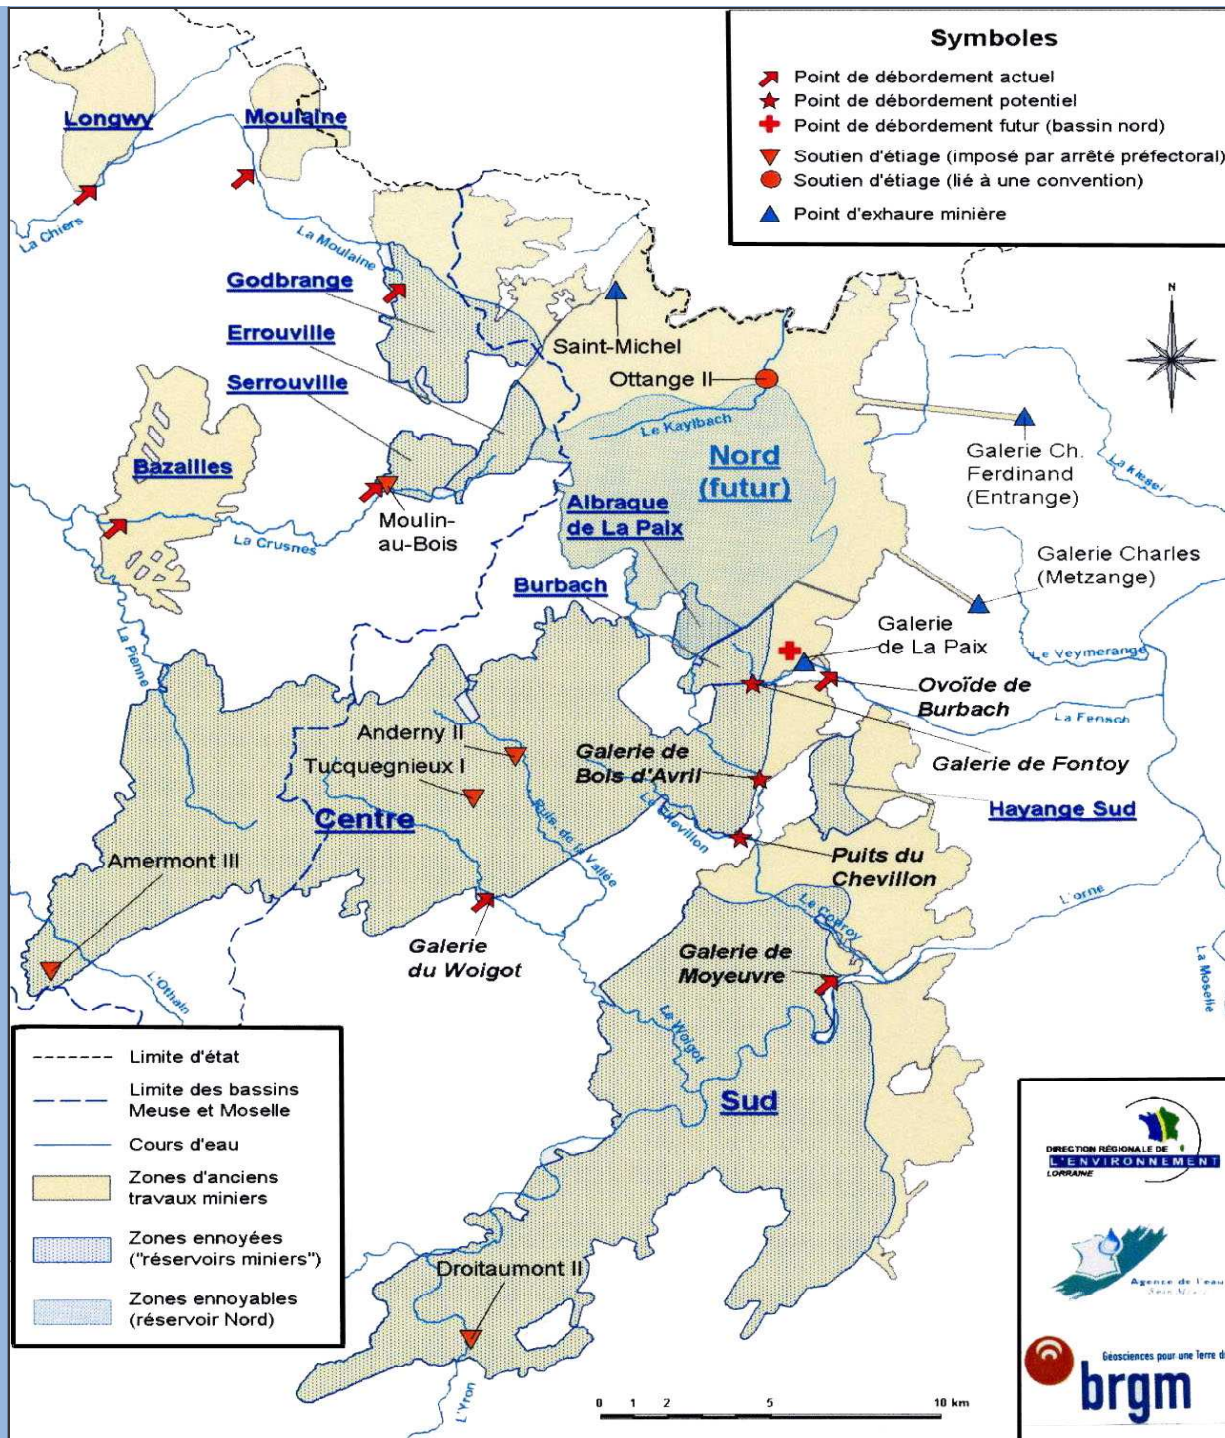 Symboles
Point de débordement actuel
Point de débordement potentiel
Point de débordement futur (bassin nord)
Soutien d'étiage (imposé par arrêté préfectoral)
Soutien d'étiage (lié à une convention)
Point d'exhaure minière
Longwy
Moulaine
La Chiers
La Moulaine
Godbrange
Errouville
Serrouville
Saint-Michel
Ottange II
Le Kaylbach
N
Nord
(futur)
Galerie Ch.
Ferdinand
(Entrange)
Bazailles
Moulin-
au-Bois
La Crusnes
Albraque
de La Paix
Galerie Charles
(Metzange)
Burbach
Galerie
de La Paix
Le Veymerange
La Pienne
Ovoïde de
Burbach
La Fensch
Anderny II
Tucquegnieux I
Galerie de
Bois d'Avril
Galerie de Fontoy
Centre
Ruis. de la Vallée
Le Chevillon
Hayange Sud
Amermont III
Puits du
Chevillon
L'orne
Le Conroy
Galerie
du Woigot
Galerie de
Moyeuvre
La Moselle
L'Othain
Le Woigot
Sud
Limite d'état
Limite des bassins
Meuse et Moselle
Cours d'eau
Zones d'anciens
travaux miniers
Zones ennoyées
("réservoirs miniers")
Zones ennoyables
(réservoir Nord)
Droitaumont II
L'Yron
0 1 2 5 10 km
DIRECTION RÉGIONALE DE
L'ENVIRONNEMENT
LORRAINE
Agence de l'eau
Géosciences pour une Terre
brgm